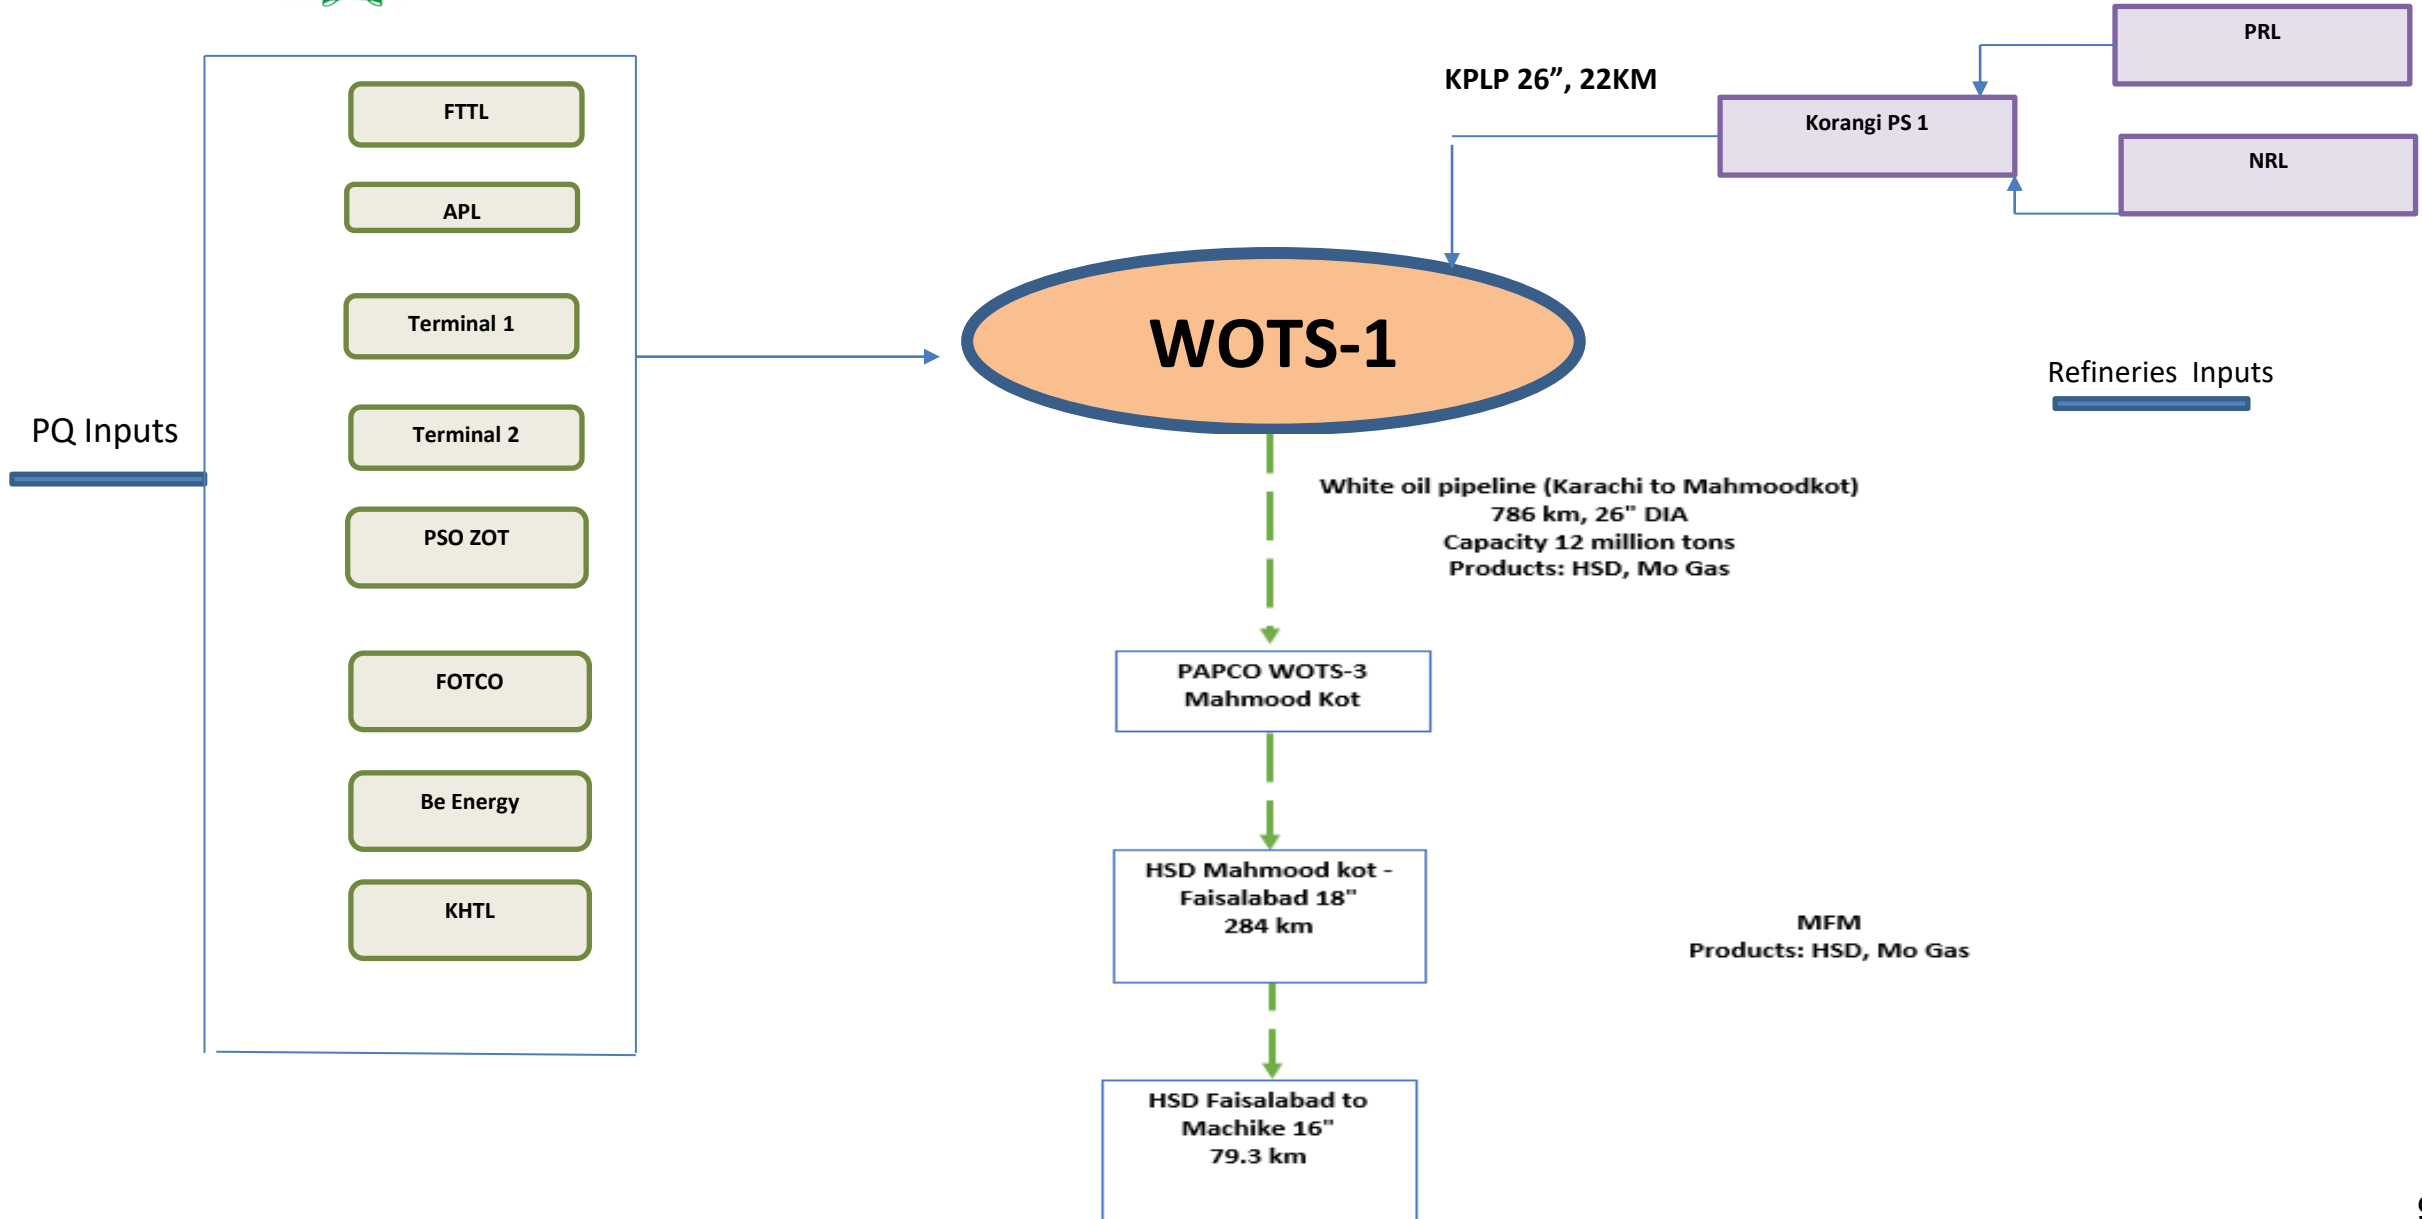 PRL
KPLP 26”, 22KM
Korangi PS 1
NRL
FTTL
APL
Terminal 1
Terminal 2
PSO ZOT
FOTCO
Be Energy
KHTL
PQ Inputs
WOTS-1
Refineries Inputs
White oil pipeline (Karachi to Mahmoodkot)
786 km, 26" DIA
Capacity 12 million tons
Products: HSD, Mo Gas
PAPCO WOTS-3
Mahmood Kot
HSD Mahmood kot -
Faisalabad 18"
284 km
MFM
Products: HSD, Mo Gas
HSD Faisalabad to
Machike 16"
79.3 km